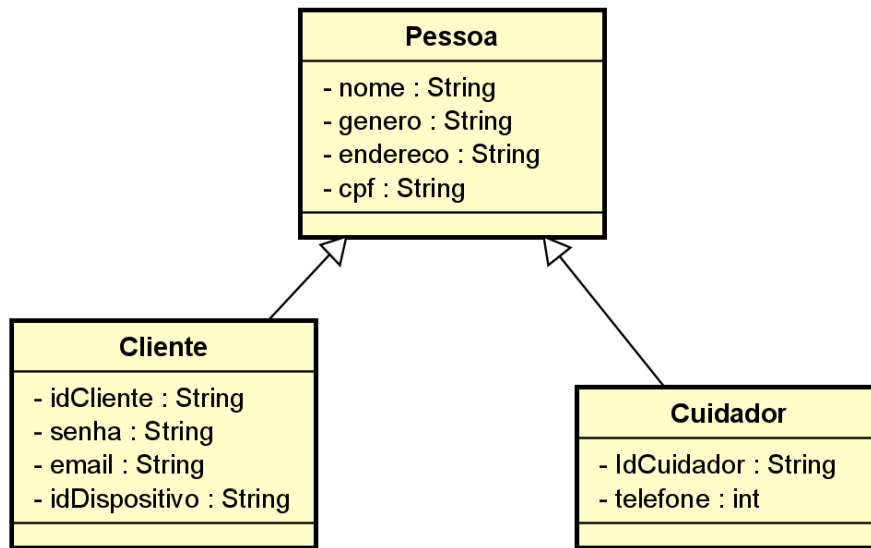 Pessoa
- nome : String
- genero : String
- endereco : String
- cpf : String
Cliente
- idCliente : String
- senha : String
- email : String
- idDispositivo : String
Cuidador
- IdCuidador : String
- telefone : int